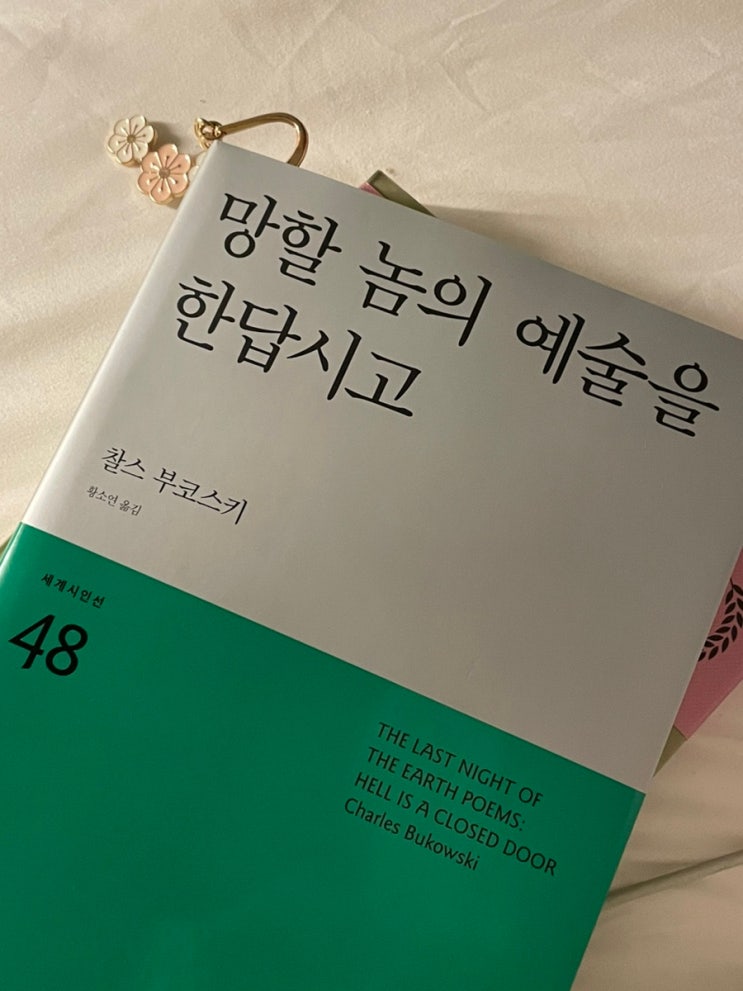 망할 놈의 예술을
한답시고
찰스 부코스키
황소연 옮김
세계시인선
48
THE LAST NIGHT OF
THE EARTH POEMS:
HELL IS A CLOSED DOOR
Charles Bukowski